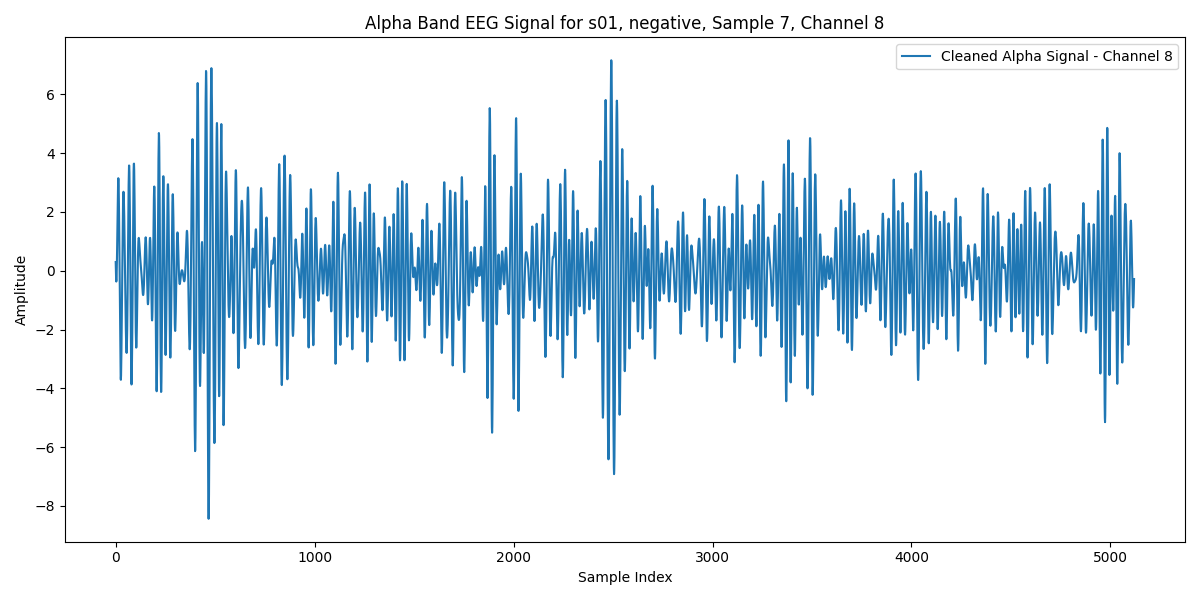 Alpha Band EEG Signal for s01, negative, Sample 7, Channel 8
Cleaned Alpha Signal - Channel 8
Amplitude
6
4
2
0
−2
−4
−6
−8
0 1000 2000 3000 4000 5000
Sample Index